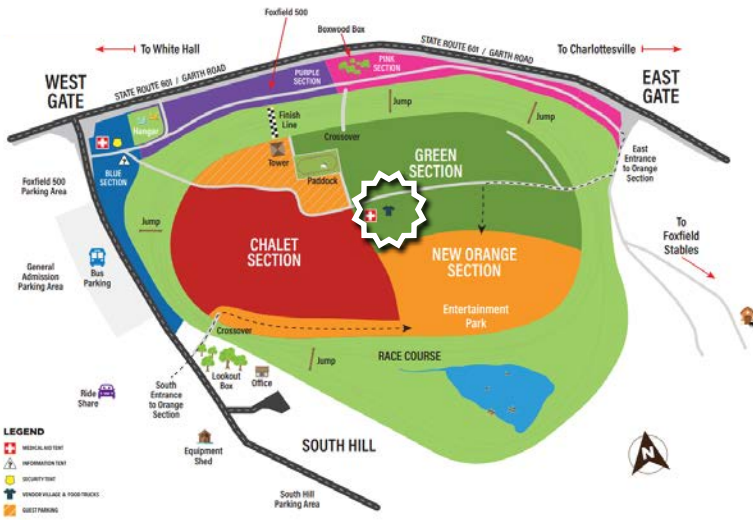 Foxfield 500
Boxwood Box
To White Hall
STATE ROUTE 601 / GARTH ROAD
To Charlottesville
WEST
GATE
STATE ROUTE 601 / GARTH ROAD
PURPLE
SECTION
PINK
SECTION
EAST
GATE
Hangar
Finish
Line
Jump
Jump
Crossover
Tower
Paddock
GREEN
SECTION
East
Entrance
to Orange
Section
BLUE
SECTION
Foxfield 500
Parking Area
Jump
CHALET
SECTION
NEW ORANGE
SECTION
To
Foxfield
Stables
General
Admission
Parking Area
Bus
Parking
Entertainment
Park
Crossover
Jump
RACE COURSE
Lookout
Box
Office
Ride
Share
South
Entrance
to Orange
Section
LEGEND
MEDICAL AID TENT
INFORMATION TENT
SECURITY TENT
VENDOR VILLAGE & FOOD TRUCKS
GUEST PARKING
Equipment
Shed
SOUTH HILL
South Hill
Parking Area
N